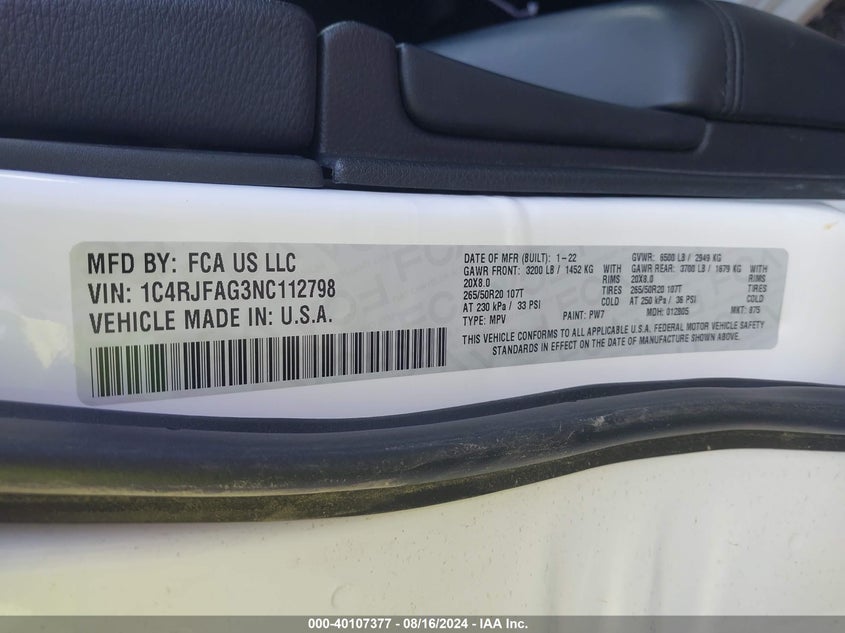 MFD BY: FCA US LLC
VIN: 1C4RJFAG3NC112798
VEHICLE MADE IN: U.S.A.
DATE OF MFR (BUILT): 1-22 GVWR: 6500 LB / 2949 KG
GAWR FRONT: 3200 LB / 1452 KG WITH GAWR REAR: 3700 LB / 1679 KG WITH
20X8.0 RIMS 20X8.0 RIMS
265/50R20 107T TIRES 265/50R20 107T TIRES
AT 230 kPa / 33 PSI COLD AT 250 kPa / 36 PSI COLD
TYPE: MPV PAINT: PW7 MDH: 012805 MKT: 875
THIS VEHICLE CONFORMS TO ALL APPLICABLE U.S.A. FEDERAL MOTOR VEHICLE SAFETY
STANDARDS IN EFFECT ON THE DATE OF MANUFACTURE SHOWN ABOVE.
000-40107377 - 08/16/2024 - IAA Inc.